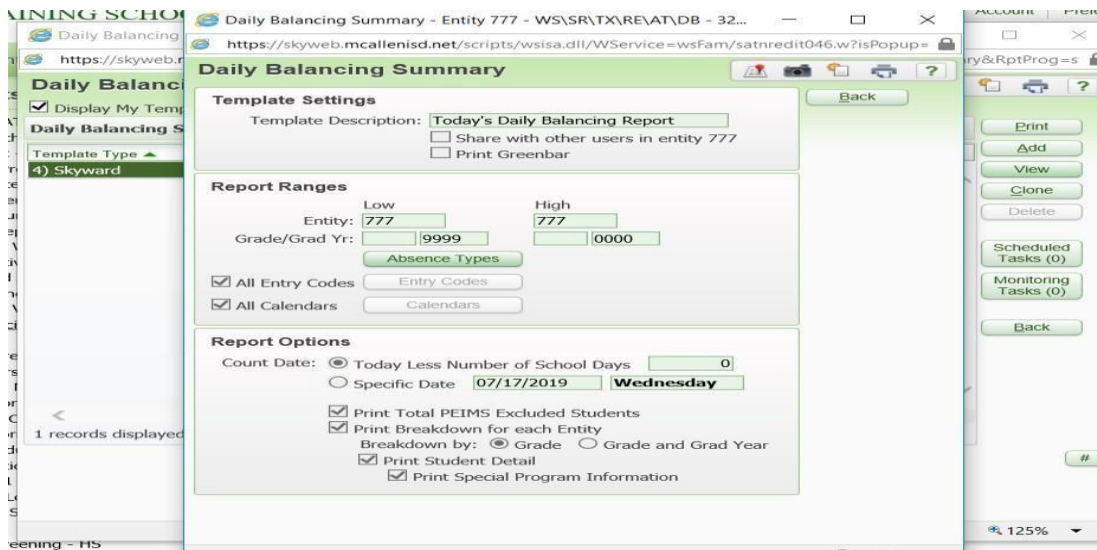 AINING SCHO
Account Prefe
Daily Balancing
https://skyweb.r
ry&RptProg=s
Daily Balanc
Display My Temp
Daily Balancing S
Template Type
4) Skyward
1 records displayed
Daily Balancing Summary - Entity 777 - WS\SR\TX\RE\AT\DB - 32...
https://skyweb.mcallenisd.net/scripts/wsisa.dll/WService=wsFam/satnredit046.w?isPopup=
Daily Balancing Summary
?
Template Settings
Back
Template Description: Today's Daily Balancing Report
Share with other users in entity 777
Print Greenbar
Report Ranges
Low High
Entity: 777 777
Grade/Grad Yr: 9999 0000
Absence Types
All Entry Codes Entry Codes
All Calendars Calendars
Report Options
Count Date: Today Less Number of School Days 0
Specific Date 07/17/2019 Wednesday
Print Total PEIMS Excluded Students
Print Breakdown for each Entity
Breakdown by: Grade Grade and Grad Year
Print Student Detail
Print Special Program Information
?
Print
Add
View
Clone
Delete
Scheduled
Tasks (0)
Monitoring
Tasks (0)
Back
#
125%
eening - HS